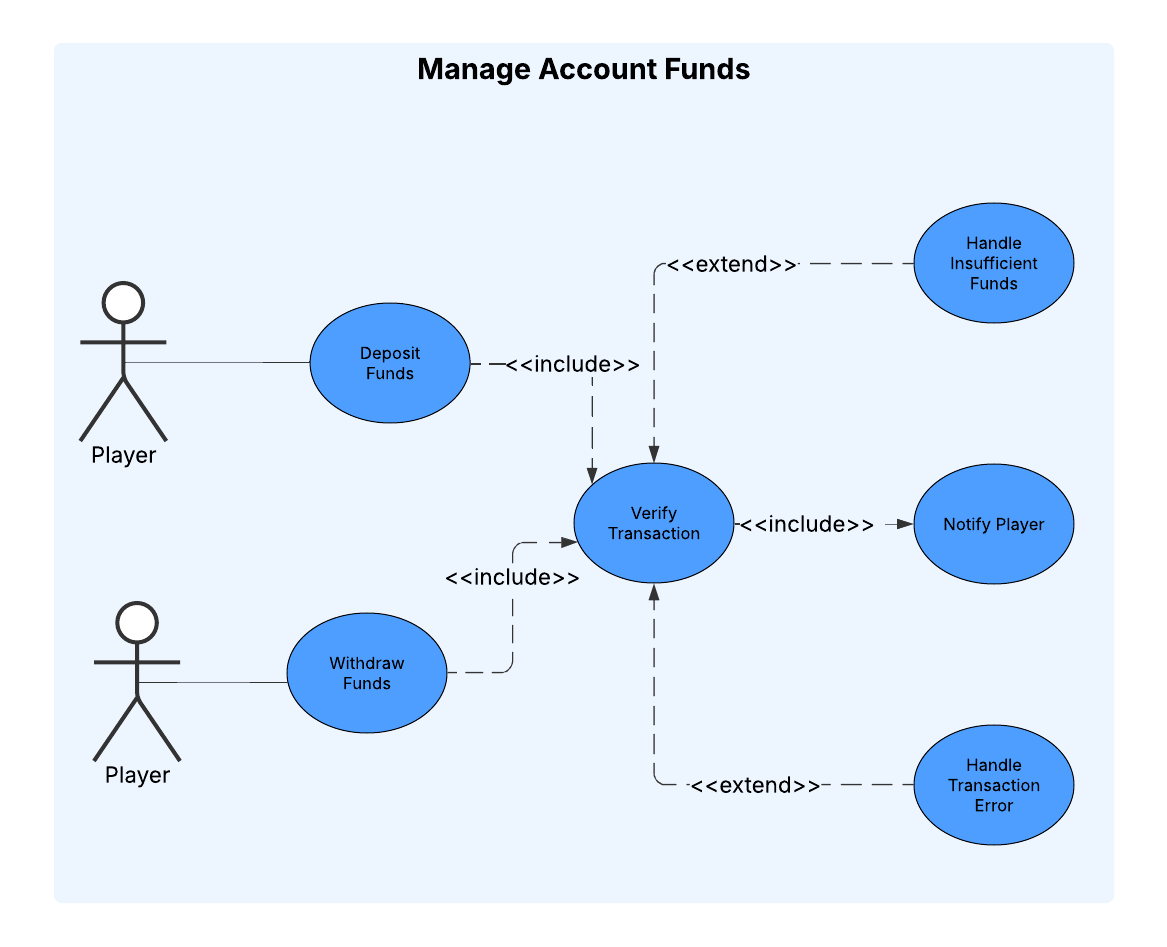 Manage Account Funds
Handle
Insufficient
Funds
<<extend>>
Deposit
Funds
<<include>>
Player
Verify
Transaction
<<include>>
Notify Player
<<include>>
Withdraw
Funds
Player
Handle
Transaction
Error
<<extend>>